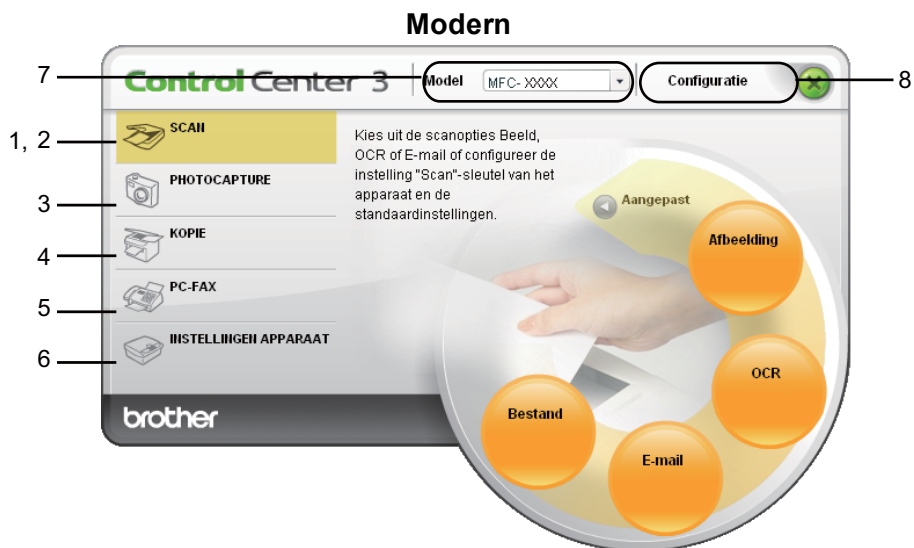 Modern
7
Control Center 3
Model
MFC-XXXX
Configuratie
8
1, 2
SCAN
3
PHOTOCAPTURE
4
KOPIE
5
PC-FAX
6
INSTELLINGEN APPARAAT
Kies uit de scanopties Beeld,
OCR of E-mail of configureer de
instelling "Scan"-sleutel van het
apparaat en de
standaardinstellingen.
Aangepast
Afbeelding
OCR
E-mail
Bestand
brother